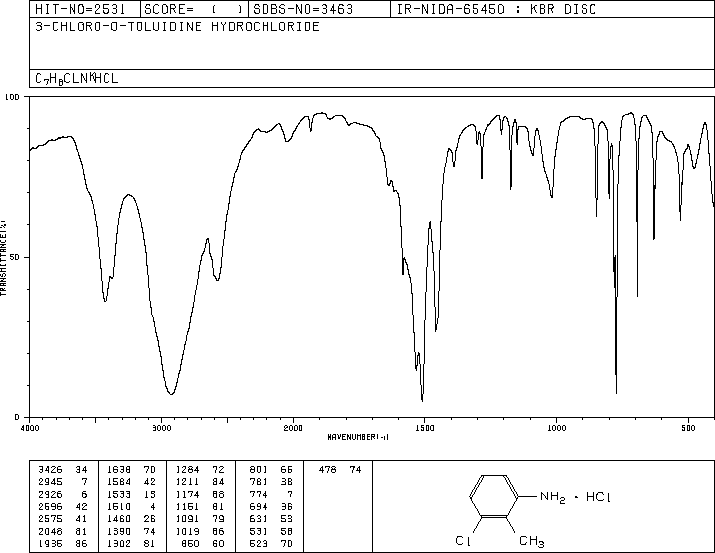 HIT-NO=2531 SCORE= ( ) SDBS-NO=3463 IR-NIDA-65450 : KBR DISC
3-CHLORO-O-TOLUIDINE HYDROCHLORIDE
C7H8CLN HCL
100
50
0
TRANSMITTANCE(%)
4000 3000 2000 1500 1000 500
WAVENUMBER(-1)
3426 34 1638 70 1284 72 801 66 478 74
2945 7 1584 42 1211 84 781 38
2926 6 1533 15 1174 68 774 7
2596 42 1510 4 1151 81 694 36
2575 41 1460 26 1091 79 631 53
2046 81 1390 74 1019 66 531 58
1935 86 1302 81 850 60 523 70
NH2 · HCl
Cl CH3